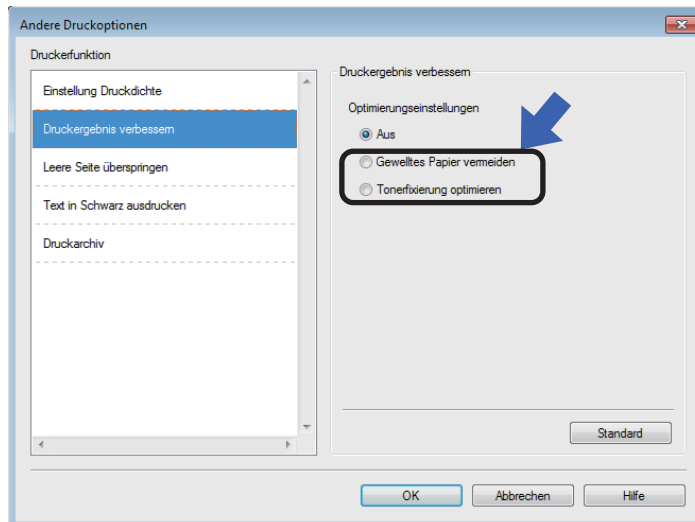 Andere Druckoptionen
Druckerfunktion
Einstellung Druckdichte
Druckergebnis verbessern
Leere Seite überspringen
Text in Schwarz ausdrucken
Druckarchiv
Druckergebnis verbessern
Optimierungseinstellungen
Aus
Gewelltes Papier vermeiden
Tonerfixierung optimieren
Standard
OK
Abbrechen
Hilfe